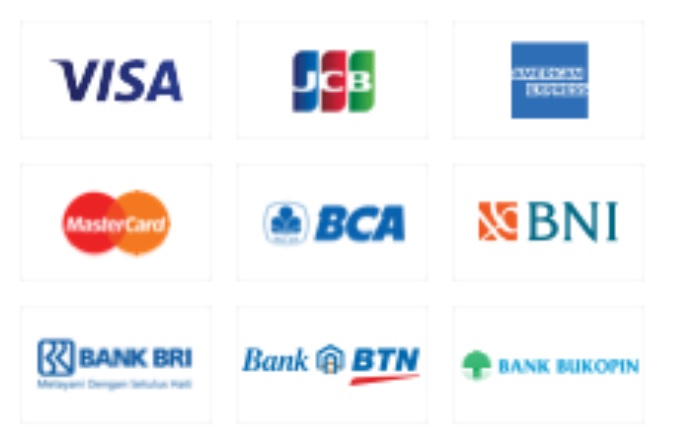 VISA
JCB
AMERICAN
EXPRESS
MasterCard
BCA
BNI
BANK BRI
Melayani Dengan Setulus Hati
Bank BTN
BANK BUKOPIN